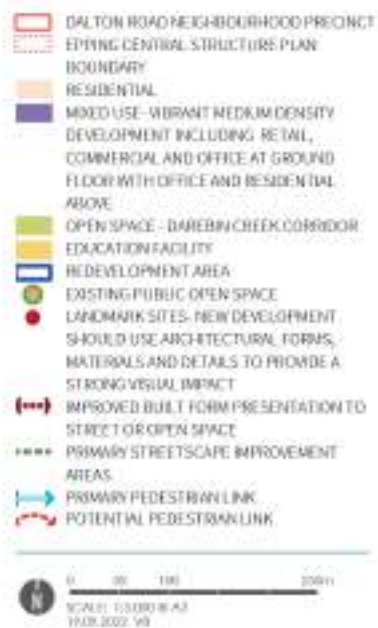 DALTON ROAD NEIGHBOURHOOD PRECINCT
EPPING CENTRAL STRUCTURE PLAN
BOUNDARY
RESIDENTIAL
MIXED USE- VIBRANT MEDIUM DENSITY
DEVELOPMENT INCLUDING RETAIL,
COMMERCIAL AND OFFICE AT GROUND
FLOOR WITH OFFICE AND RESIDENTIAL
ABOVE
OPEN SPACE - DAREBIN CREEK CORRIDOR
EDUCATION FACILITY
REDEVELOPMENT AREA
EXISTING PUBLIC OPEN SPACE
LANDMARK SITES- NEW DEVELOPMENT
SHOULD USE ARCHITECTURAL FORMS,
MATERIALS AND DETAILS TO PROVIDE A
STRONG VISUAL IMPACT
IMPROVED BUILT FORM PRESENTATION TO
STREET OR OPEN SPACE
PRIMARY STREETSCAPE IMPROVEMENT
AREAS
PRIMARY PEDESTRIAN LINK
POTENTIAL PEDESTRIAN LINK
N
0 50 100
SCALE: @ A3